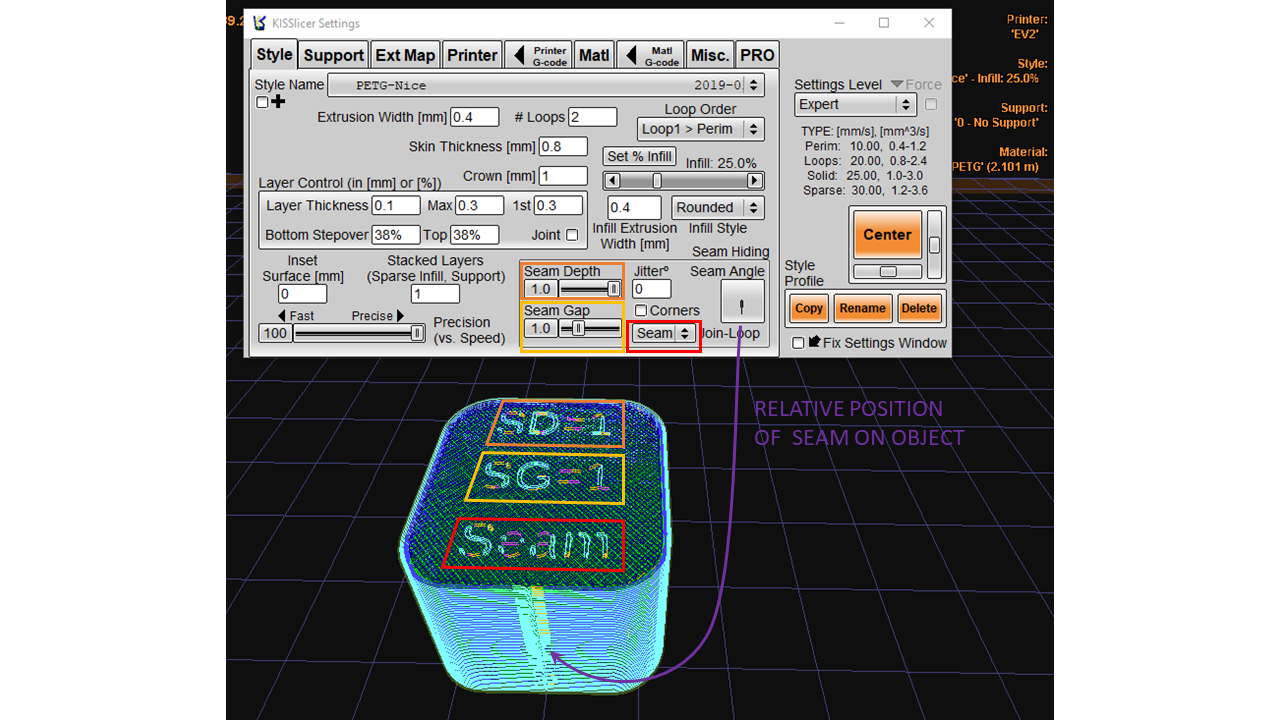 39.2
KISSlicer Settings
Style Support Ext Map Printer Printer G-code Matl Matl G-code Misc. PRO
Style Name PETG-Nice 2019-0
Extrusion Width [mm] 0.4 # Loops 2 Loop Order
Loop1 > Perim
Skin Thickness [mm] 0.8
Set % Infill Infill: 25.0%
Crown [mm] 1
Layer Control (in [mm] or [%])
Layer Thickness 0.1 Max 0.3 1st 0.3
0.4 Rounded
Bottom Stepover 38% Top 38% Joint
Infill Extrusion Width [mm] Infill Style
Seam Hiding
Inset Surface [mm]
0
Stacked Layers (Sparse Infill, Support)
1
Seam Depth
1.0
Jitterº
0
Seam Angle
Seam Gap
1.0
Corners
Seam Join-Loop
Fast Precise
100
Precision (vs. Speed)
Settings Level Force
Expert
TYPE: [mm/s], [mm^3/s]
Perim: 10.00, 0.4-1.2
Loops: 20.00, 0.8-2.4
Solid: 25.00, 1.0-3.0
Sparse: 30.00, 1.2-3.6
Center
Style Profile
Copy Rename Delete
Fix Settings Window
Printer:
'EV2'
Style:
ce' - Infill: 25.0%
Support:
'0 - No Support'
Material:
PETG' (2.101 m)
RELATIVE POSITION
OF SEAM ON OBJECT
SD=1
SG=1
Seam